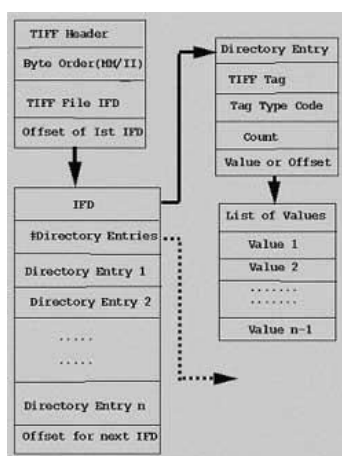 TIFF Header
Byte Order(MM/II)
TIFF File IFD
Offset of Ist IFD
IFD
#Directory Entries
Directory Entry 1
Directory Entry 2
.....
.....
Directory Entry n
Offset for next IFD
Directory Entry
TIFF Tag
Tag Type Code
Count
Value or Offset
List of Values
Value 1
Value 2
.......
.......
Value n-1